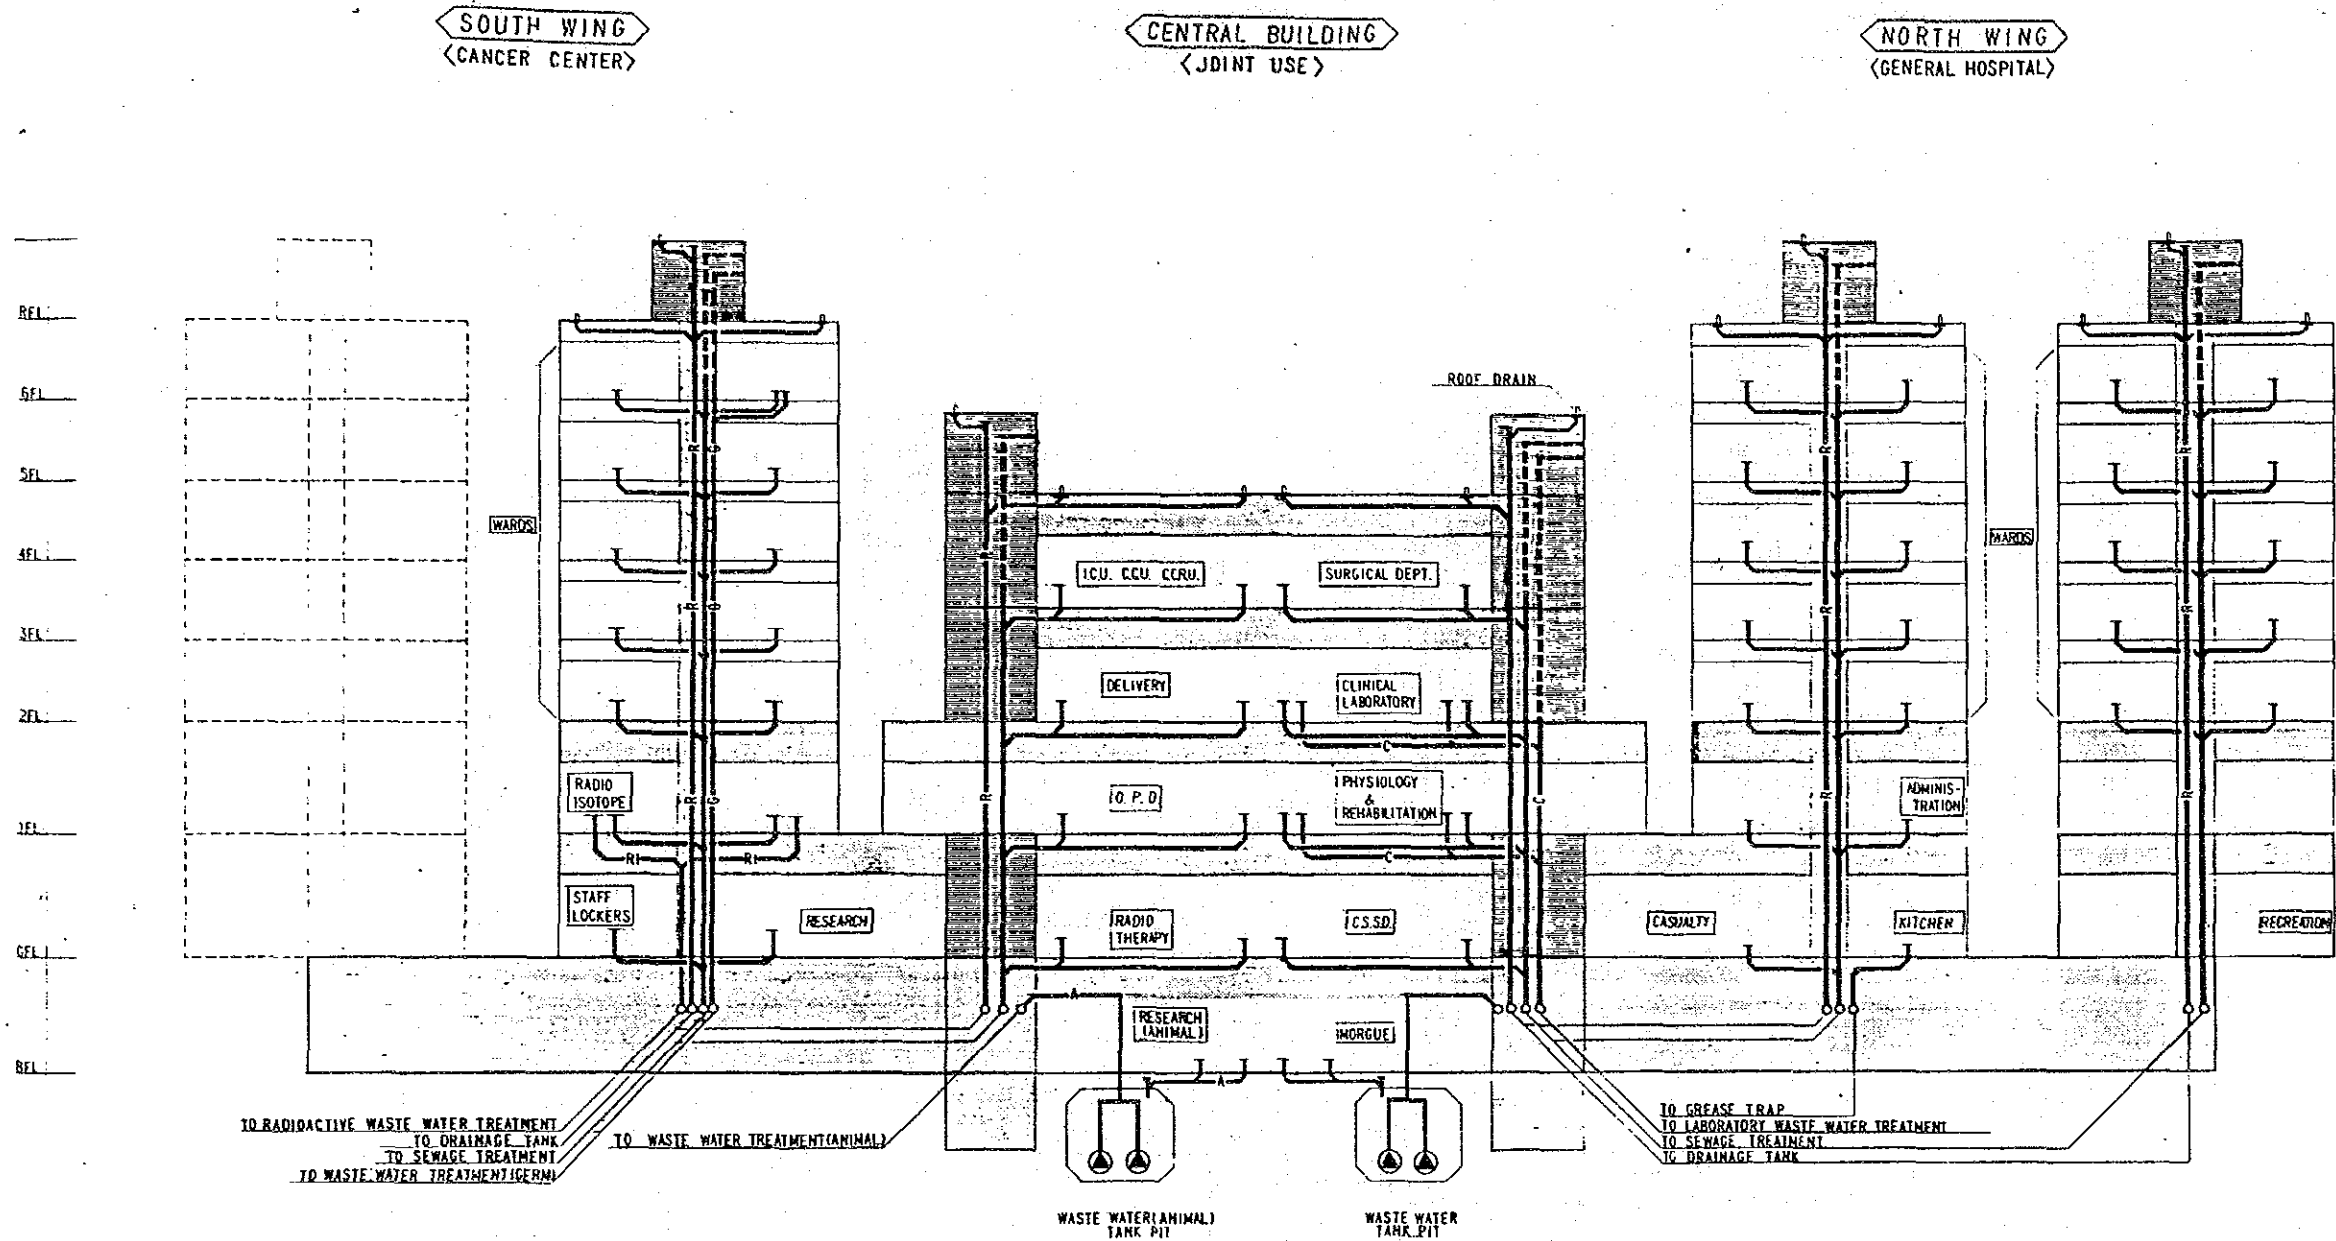 SOUTH WING
<CANCER CENTER>
CENTRAL BUILDING
<JOINT USE>
NORTH WING
<GENERAL HOSPITAL>
RFL
6FL
5FL
4FL
3FL
2FL
1FL
GFL
BFL
ROOF DRAIN
WARDS
WARDS
I.C.U. C.C.U. C.C.R.U.
SURGICAL DEPT.
DELIVERY
CLINICAL
LABORATORY
RADIO
ISOTOPE
O. P. D
PHYSIOLOGY
&
REHABILITATION
ADMINIS-
TRATION
STAFF
LOCKERS
RESEARCH
RADIO
THERAPY
C.S.S.D.
CASUALTY
KITCHEN
RECREATION
RESEARCH
(ANIMAL)
MORGUE
R
G
R
R
G
R
R
R
R
R
R
R
C
C
C
RI
RI
A
A
TO RADIOACTIVE WASTE WATER TREATMENT
TO DRAINAGE TANK
TO SEWAGE TREATMENT
TO WASTE WATER TREATMENT(GERM)
TO WASTE WATER TREATMENT(ANIMAL)
TO GREASE TRAP
TO LABORATORY WASTE WATER TREATMENT
TO SEWAGE TREATMENT
TO DRAINAGE TANK
WASTE WATER(ANIMAL)
TANK PIT
WASTE WATER
TANK PIT